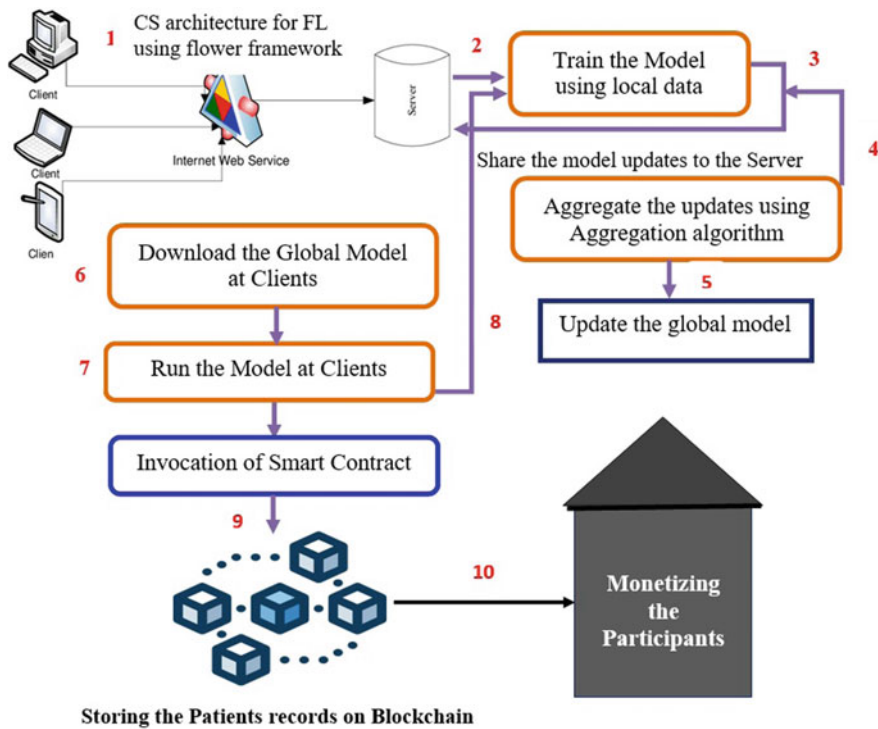 1
CS architecture for FL
using flower framework
Client
Client
Clien
Internet Web Service
Server
2
Train the Model
using local data
3
4
Share the model updates to the Server
Aggregate the updates using
Aggregation algorithm
5
Update the global model
6
Download the Global Model
at Clients
7
Run the Model at Clients
8
Invocation of Smart Contract
9
10
Monetizing
the
Participants
Storing the Patients records on Blockchain